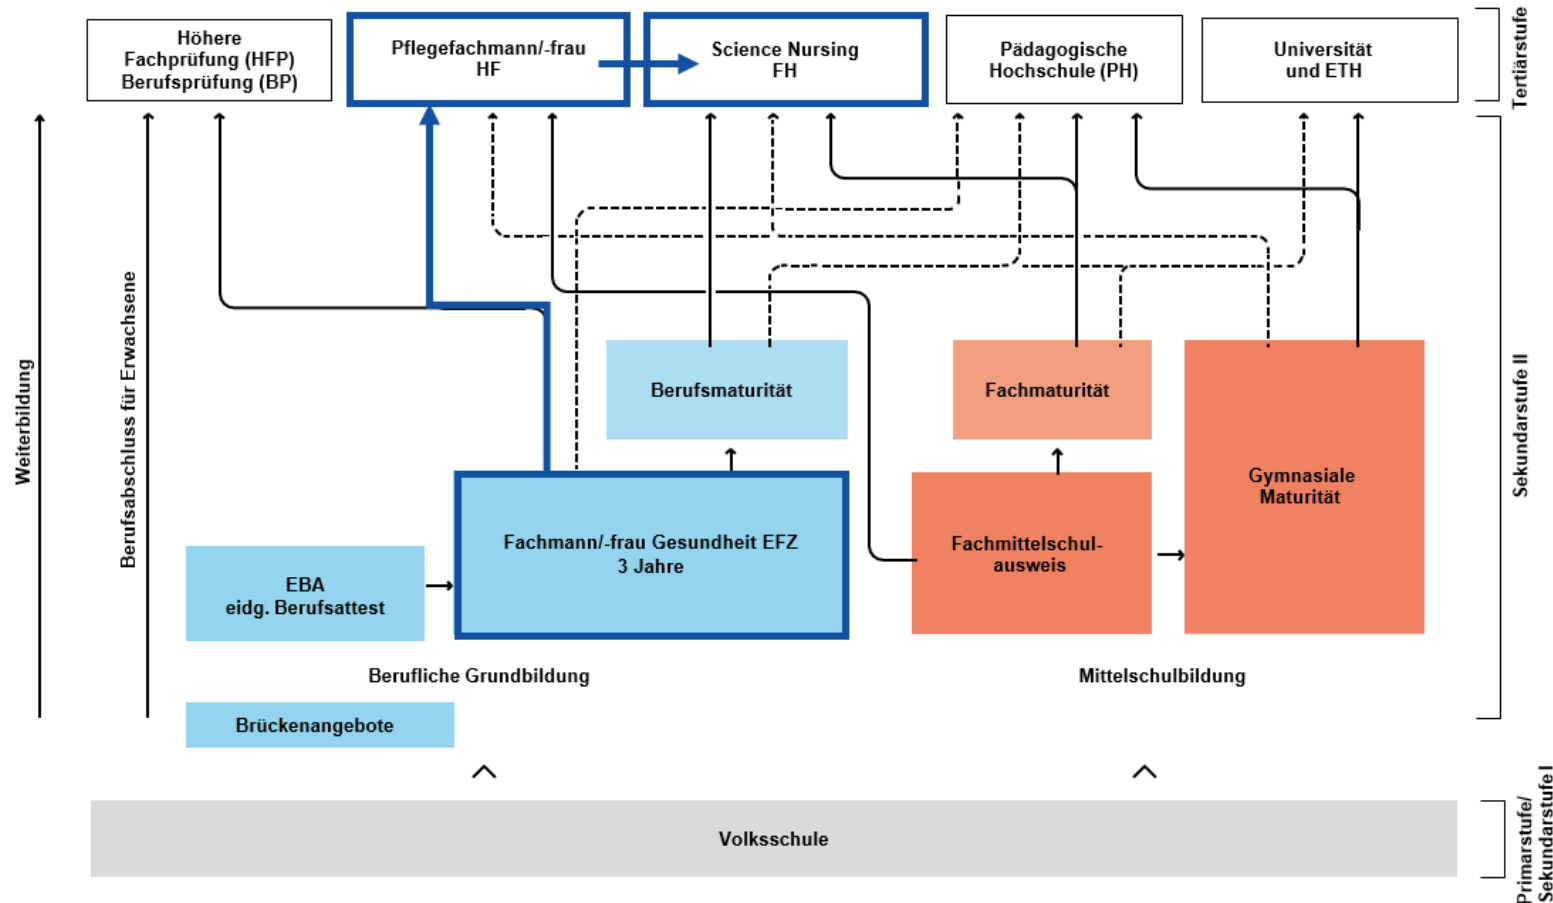 Höhere
Fachprüfung (HFP)
Berufsprüfung (BP)
Pflegefachmann/-frau
HF
Science Nursing
FH
Pädagogische
Hochschule (PH)
Universität
und ETH
Tertiärstufe
Weiterbildung
Berufsabschluss für Erwachsene
Berufsmaturität
Fachmaturität
Gymnasiale
Maturität
Sekundarstufe II
Fachmann/-frau Gesundheit EFZ
3 Jahre
Fachmittelschul-
ausweis
EBA
eidg. Berufsattest
Berufliche Grundbildung
Mittelschulbildung
Brückenangebote
Volksschule
Primarstufe/
Sekundarstufe I